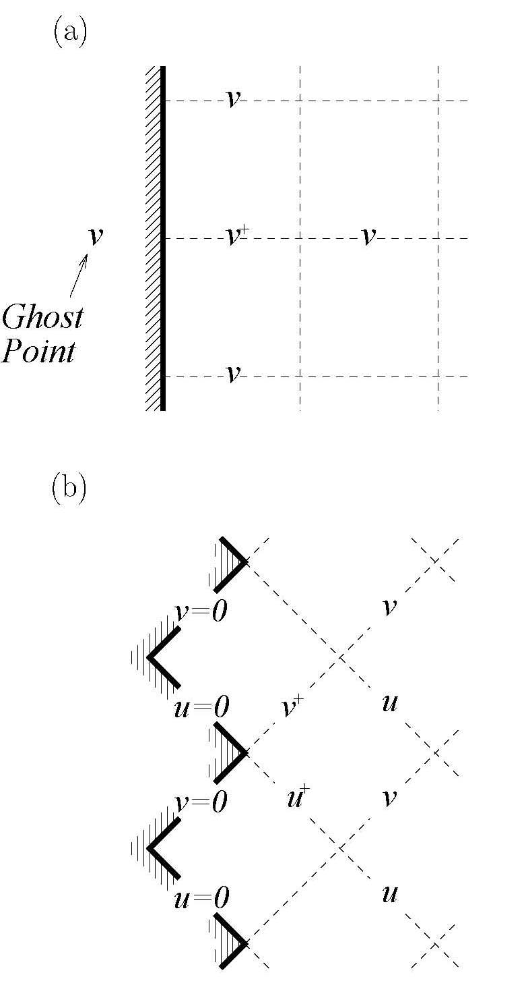 (a)
v
v v⁺ v
Ghost
Point
v
(b)
v=0 v
u=0 v⁺ u
v=0 u⁺ v
u=0 u